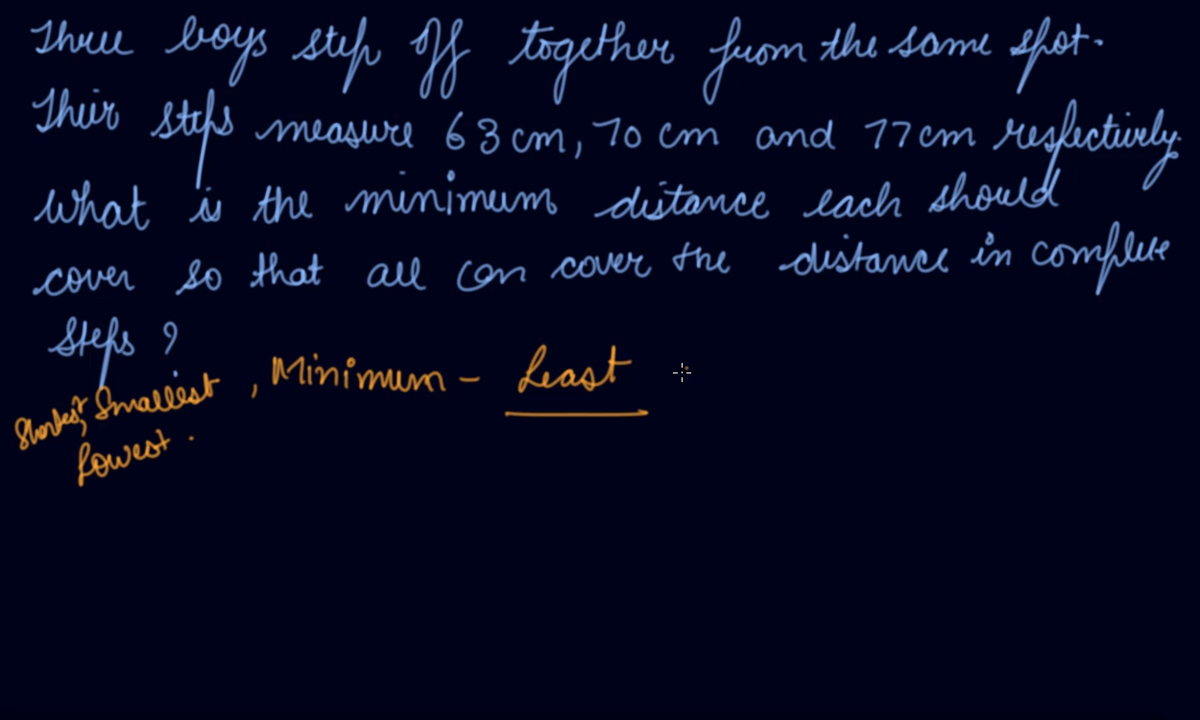 Three boys step off together from the same spot.
Their steps measure 63 cm, 70 cm and 77 cm respectively.
What is the minimum distance each should
cover so that all can cover the distance in complete
steps?
Shortest, Smallest, Minimum - Least
Lowest.